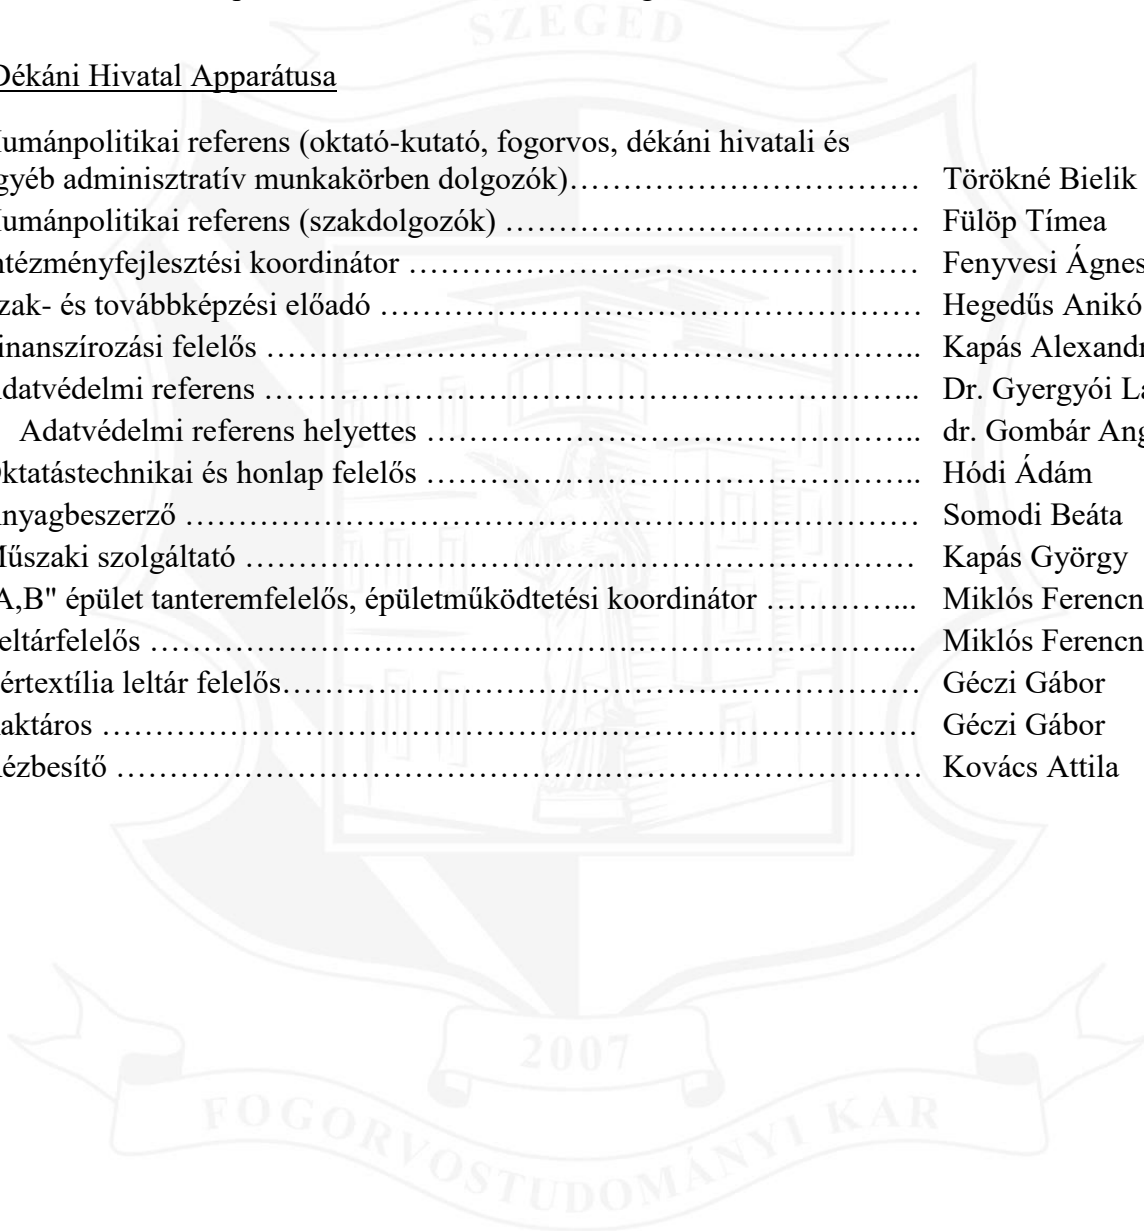 SZEGED
Dékáni Hivatal Apparátusa
umánpolitikai referens (oktató-kutató, fogorvos, dékáni hivatali és
gyéb adminisztratív munkakörben dolgozók)………………………………… Törökné Bielik
umánpolitikai referens (szakdolgozók) ……………………………………… Fülöp Tímea
ntézményfejlesztési koordinátor ………………………………………………… Fenyvesi Ágnes
zak- és továbbképzési előadó …………………………………………………… Hegedűs Anikó
inanszírozási felelős …………………………………………………………….. Kapás Alexandr
datvédelmi referens …………………………………………………………….. Dr. Gyergyói La
Adatvédelmi referens helyettes …………………………………………….. dr. Gombár Ang
ktatástechnikai és honlap felelős …………………………………………….. Hódi Ádám
nyagbeszerző …………………………………………………………………… Somodi Beáta
űszaki szolgáltató ……………………………………………………………… Kapás György
A,B" épület tanteremfelelős, épületműködtetési koordinátor …………... Miklós Ferencn
eltárfelelős …………………………………………….………………………... Miklós Ferencn
értextília leltár felelős………………………………………………………… Géczi Gábor
aktáros …………………………………………….……………………………. Géczi Gábor
ézbesítő …………………………………………….…………………………… Kovács Attila
2007
FOGORVOSTUDOMÁNYI KAR